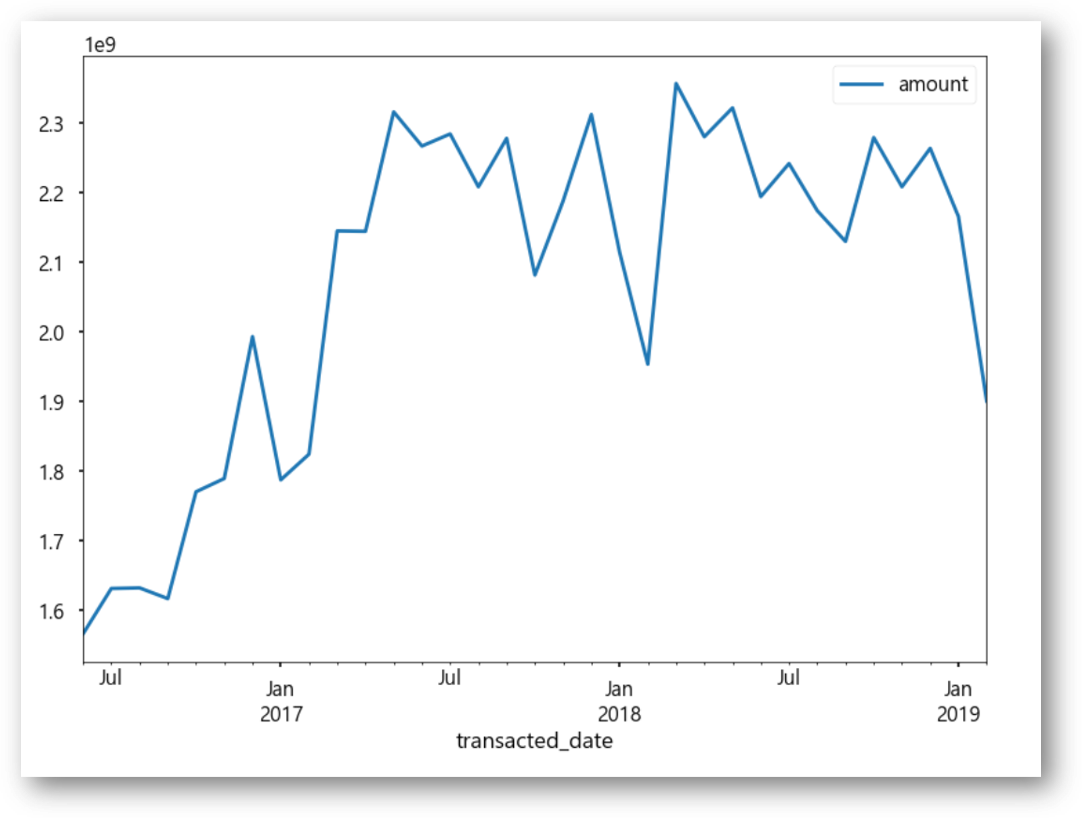 1e9
amount
2.3
2.2
2.1
2.0
1.9
1.8
1.7
1.6
Jul
Jan
2017
Jul
Jan
2018
Jul
Jan
2019
transacted_date